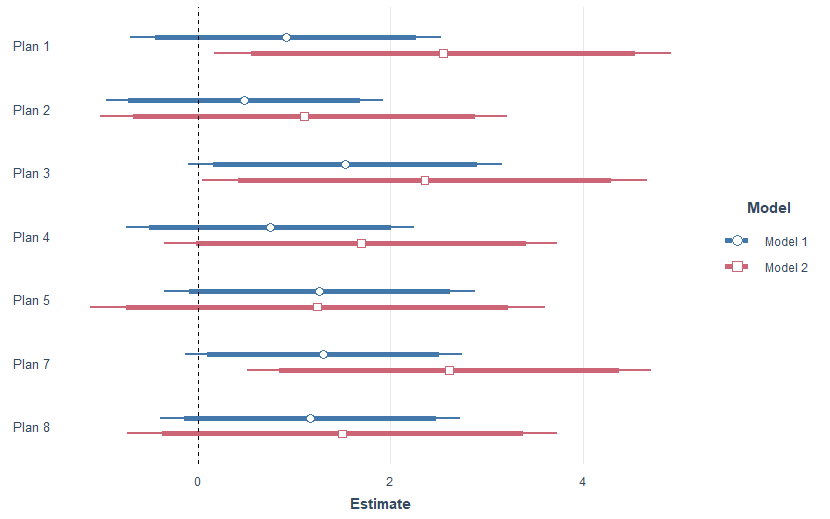 Plan 1
Plan 2
Plan 3
Plan 4
Plan 5
Plan 7
Plan 8
0 2 4
Estimate
Model
Model 1
Model 2